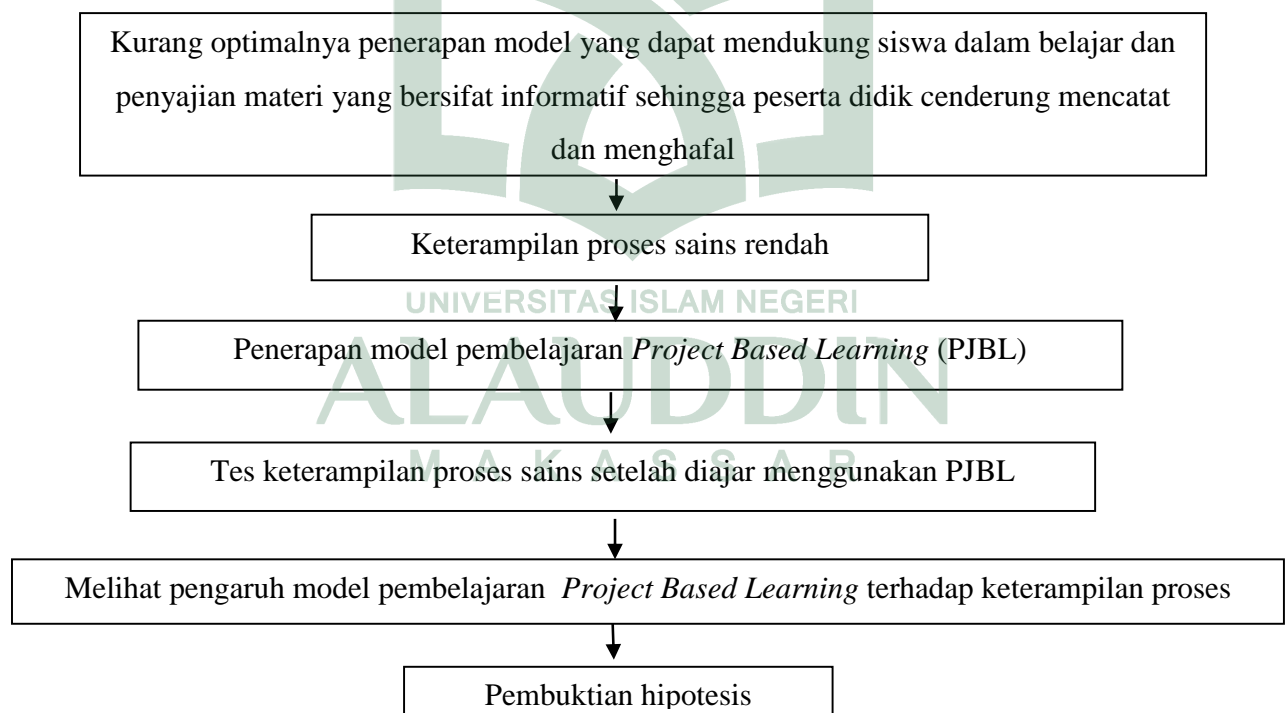 Kurang optimalnya penerapan model yang dapat mendukung siswa dalam belajar dan
penyajian materi yang bersifat informatif sehingga peserta didik cenderung mencatat
dan menghafal
Keterampilan proses sains rendah
UNIVERSITAS ISLAM NEGERI
Penerapan model pembelajaran Project Based Learning (PJBL)
ALAUDDIN
Tes keterampilan proses sains setelah diajar menggunakan PJBL
MAKASSAR
Melihat pengaruh model pembelajaran Project Based Learning terhadap keterampilan proses
Pembuktian hipotesis